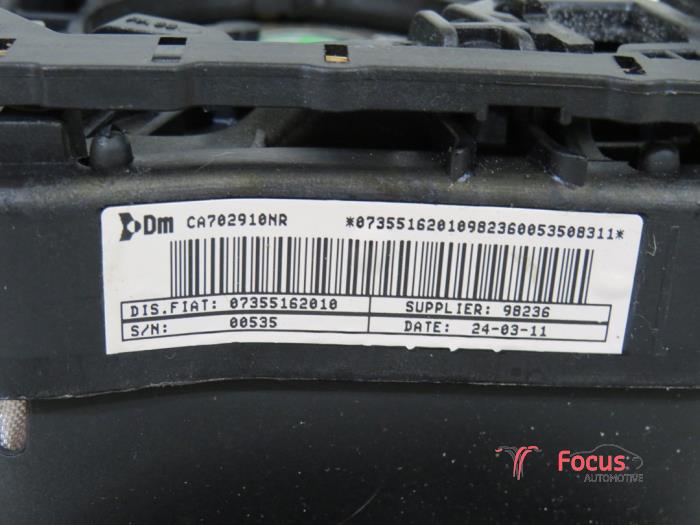 Dm CA702910NR *07355162010982360053508311*
DIS.FIAT: 07355162010 SUPPLIER: 98236
S/N: 00535 DATE: 24-03-11
Focus
AUTOMOTIVE